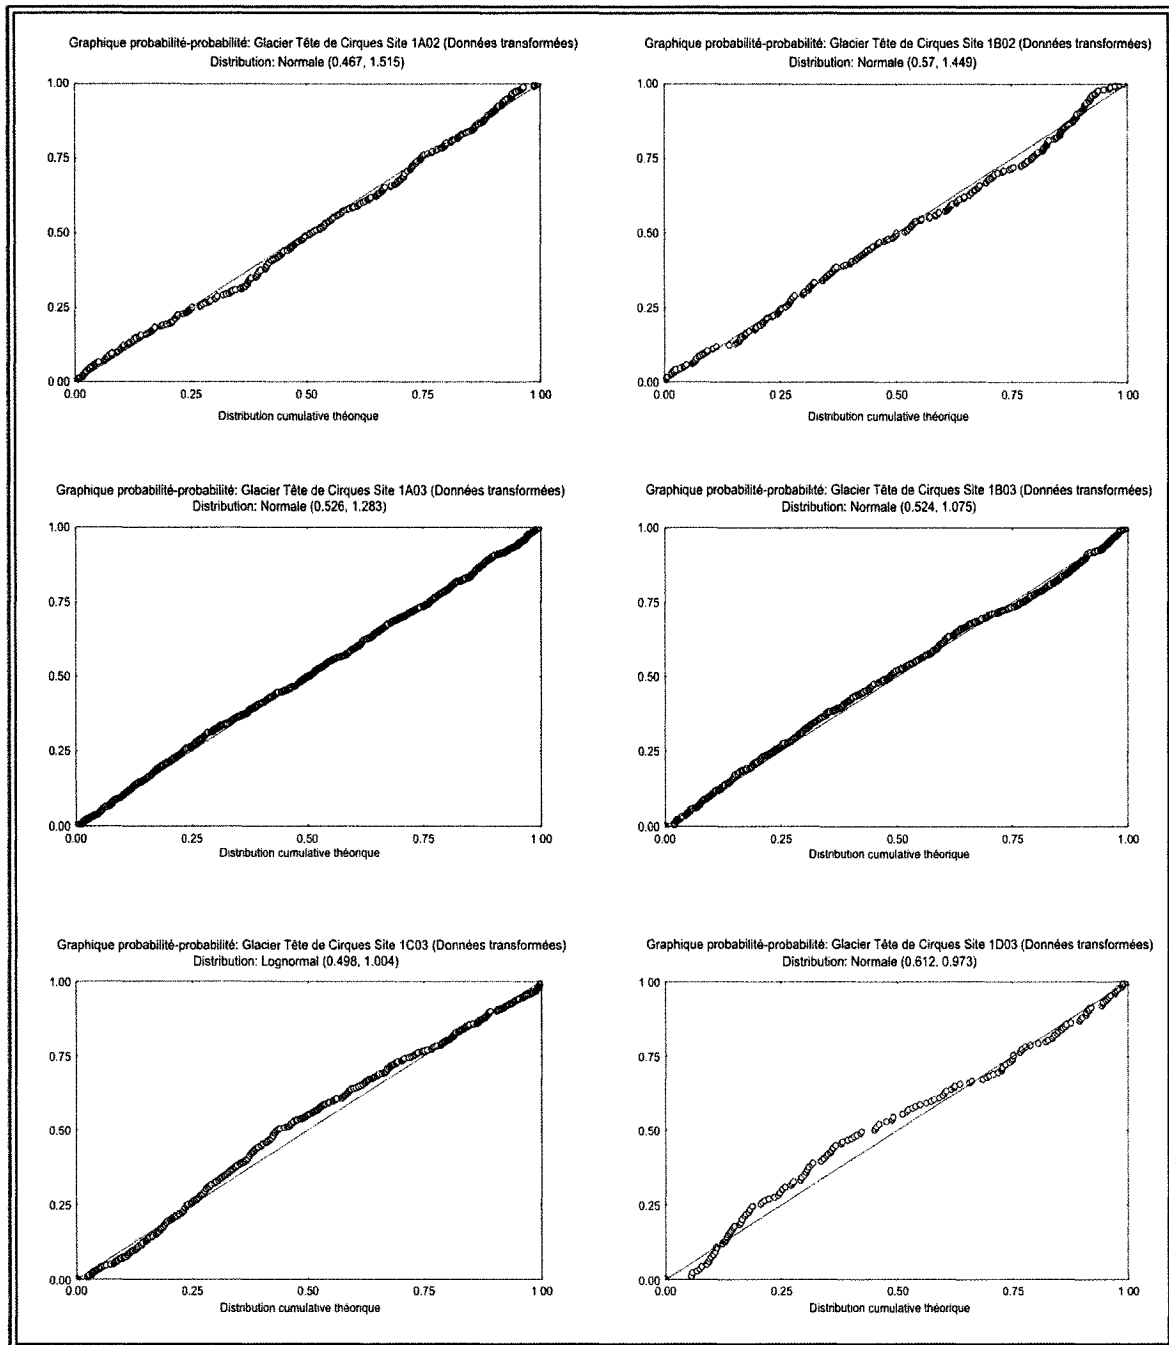 Graphique probabilité-probabilité: Glacier Tête de Cirques Site 1A02 (Données transformées)
Distribution: Normale (0.467, 1.515)
1.00
0.75
0.50
0.25
0 00
0.00 0.25 0 50 0.75 1 00
Distribution cumulative théorique
Graphique probabilité-probabilité: Glacier Tête de Cirques Site 1B02 (Données transformées)
Distribution: Normale (0.57, 1.449)
1.00
0.75
0.50
0.25
0 00
0.00 0.25 0.50 0.75 1 00
Distribution cumulative théorique
Graphique probabilité-probabilité: Glacier Tête de Cirques Site 1A03 (Données transformées)
Distribution: Normale (0.526, 1.283)
1.00
0.75
0.50
0.25
0.00
0.00 0.25 0.50 0.75 1.00
Distribution cumulative théorique
Graphique probabilité-probabilité: Glacier Tête de Cirques Site 1B03 (Données transformées)
Distribution: Normale (0.524, 1.075)
1.00
0.75
0.50
0.25
0.00
0.00 0.25 0.50 0.75 1.00
Distribution cumulative théorique
Graphique probabilité-probabilité: Glacier Tête de Cirques Site 1C03 (Données transformées)
Distribution: Lognormal (0.498, 1.004)
1.00
0.75
0.50
0.25
0.00
0.00 0.25 0.50 0.75 1.00
Distribution cumulative théorique
Graphique probabilité-probabilité: Glacier Tête de Cirques Site 1D03 (Données transformées)
Distribution: Normale (0.612, 0.973)
1 00
0.75
0.50
0.25
0.00
0.00 0.25 0.50 0.75 1.00
Distribution cumulative théorique